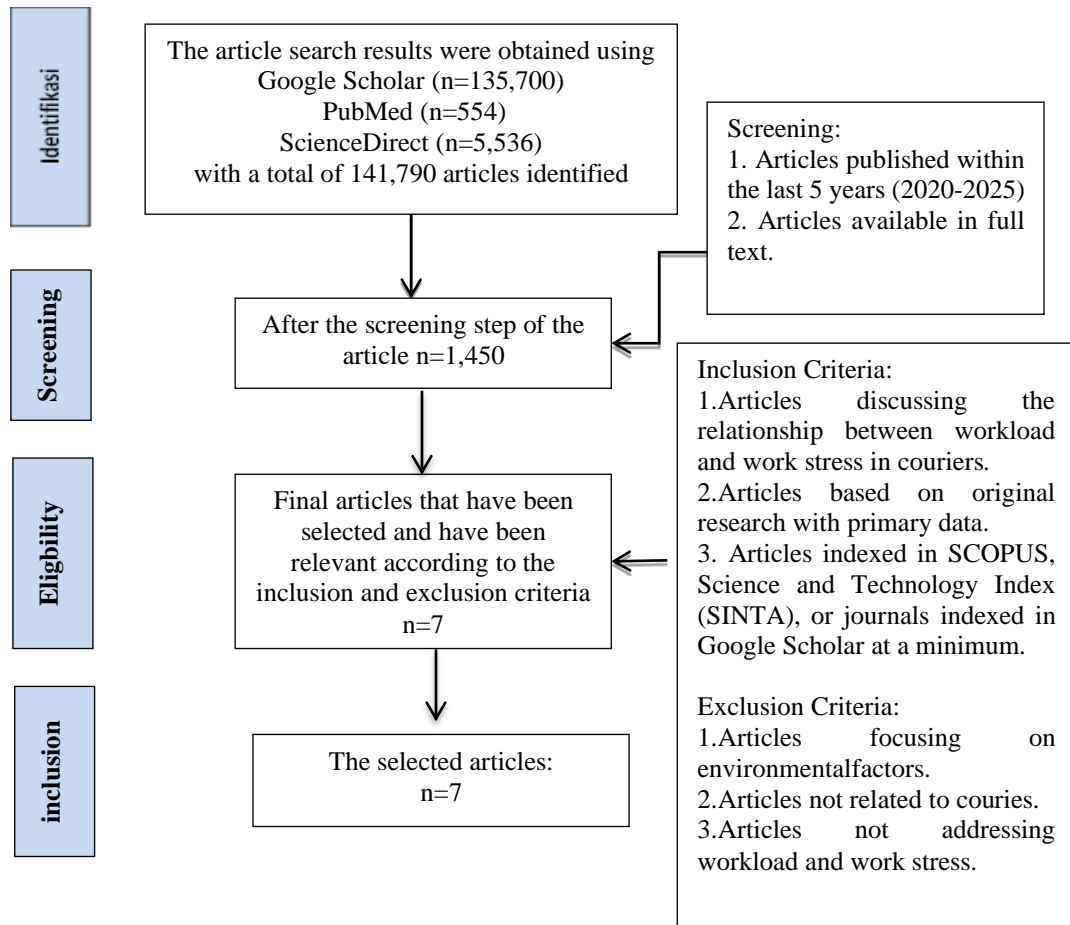 Identifikasi
The article search results were obtained using
Google Scholar (n=135,700)
PubMed (n=554)
ScienceDirect (n=5,536)
with a total of 141,790 articles identified
Screening:
1. Articles published within
the last 5 years (2020-2025)
2. Articles available in full
text.
Screening
After the screening step of the
article n=1,450
Inclusion Criteria:
1.Articles discussing the
relationship between workload
and work stress in couriers.
2.Articles based on original
research with primary data.
3. Articles indexed in SCOPUS,
Science and Technology Index
(SINTA), or journals indexed in
Google Scholar at a minimum.
Exclusion Criteria:
1.Articles focusing on
environmentalfactors.
2.Articles not related to couries.
3.Articles not addressing
workload and work stress.
Eligbility
Final articles that have been
selected and have been
relevant according to the
inclusion and exclusion criteria
n=7
inclusion
The selected articles:
n=7